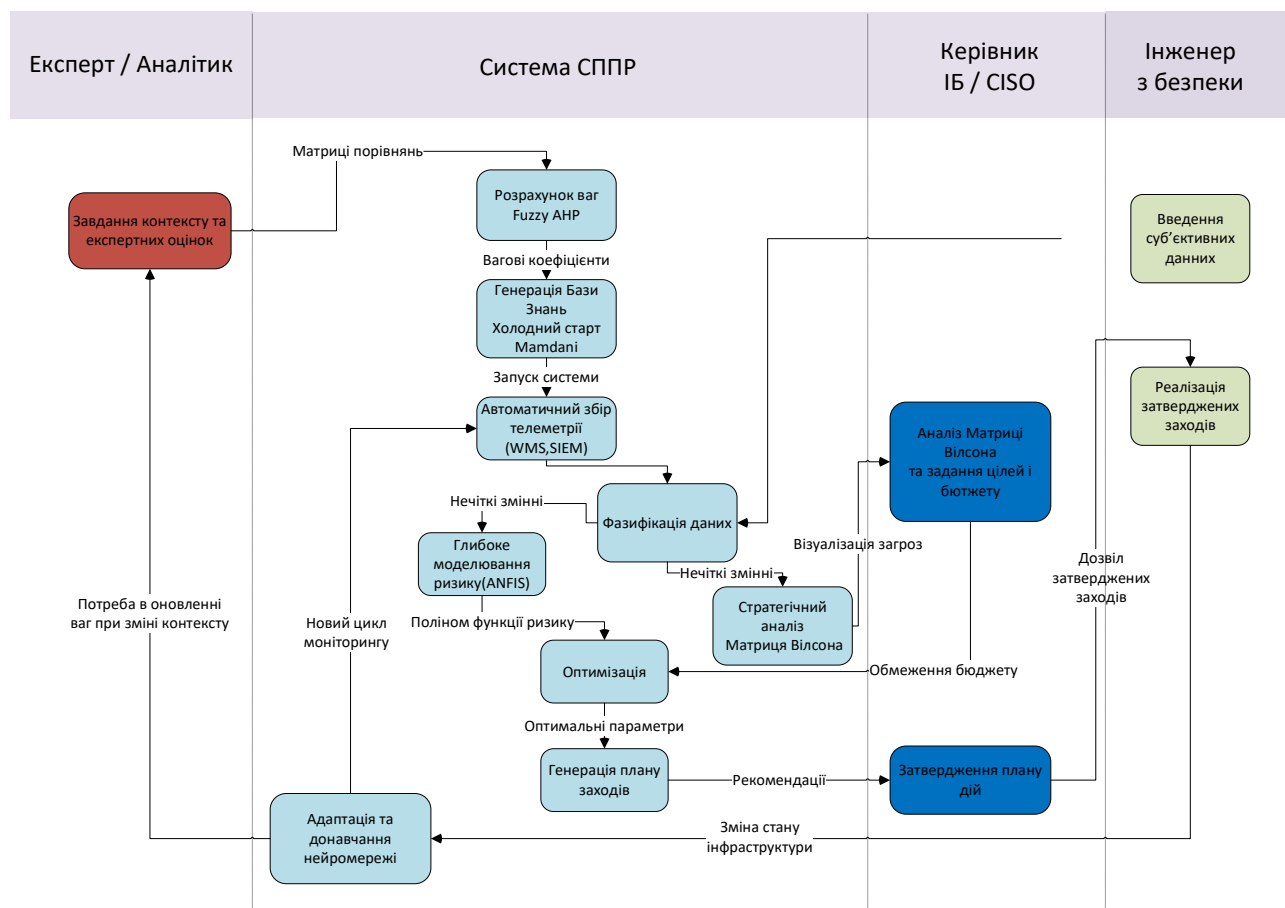 Експерт / Аналітик
Система СППР
Керівник
ІБ / CISO
Інженер
з безпеки
Матриці порівнянь
Розрахунок ваг
Fuzzy AHP
Завдання контексту та
експертних оцінок
Введення
суб’єктивних
данних
Вагові коефіцієнти
Генерація Бази
Знань
Холодний старт
Mamdani
Запуск системи
Автоматичний збір
телеметрії
(WMS,SIEM)
Реалізація
затверджених
заходів
Аналіз Матриці
Вілсона
та задання цілей і
бютжету
Нечіткі змінні
Фазифікація даних
Візуалізація загроз
Глибоке
моделювання
ризику(ANFIS)
Нечіткі змінні
Дозвіл
затверджених
заходів
Стратегічний
аналіз
Матриця Вілсона
Потреба в оновленні
ваг при зміні контексту
Новий цикл
моніторингу
Поліном функції ризику
Оптимізація
Обмеження бюджету
Оптимальні параметри
Генерація плану
заходів
Рекомендації
Затвердження плану
дій
Адаптація та
донавчання
нейромережі
Зміна стану
інфраструктури